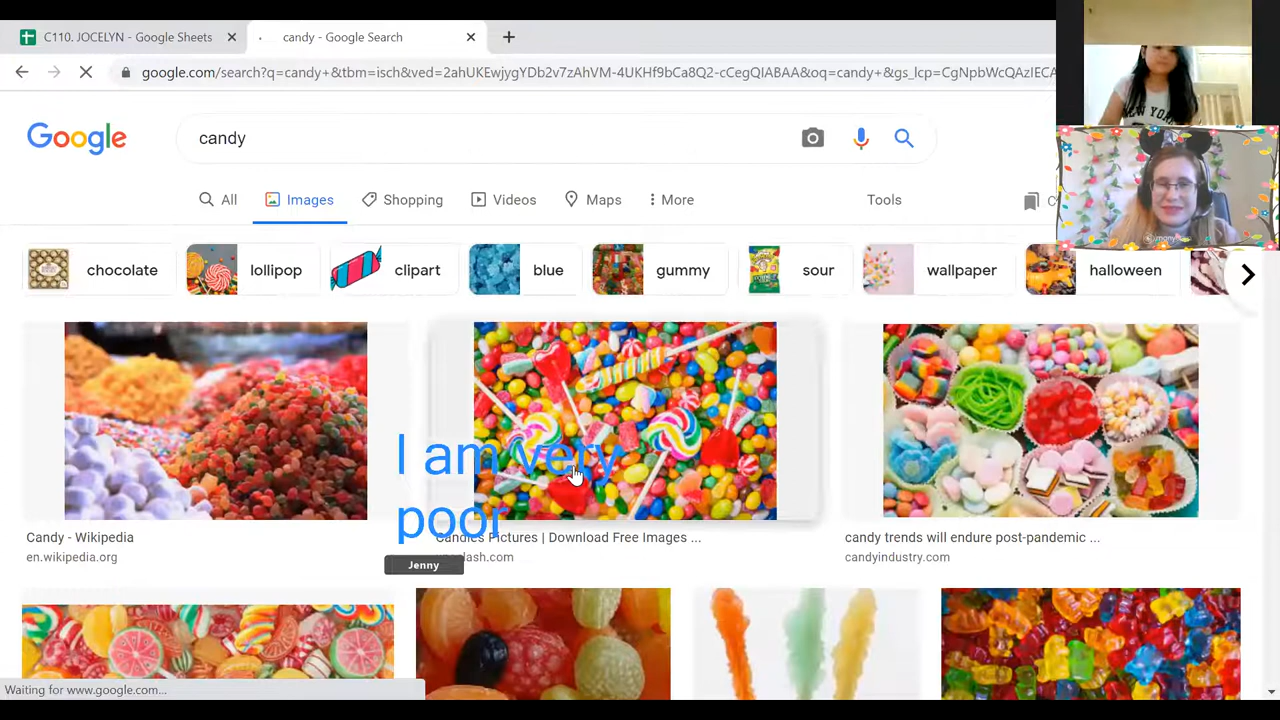 C110. JOCELYN - Google Sheets
candy - Google Search
google.com/search?q=candy+&tbm=isch&ved=2ahUKEwjygYDb2v7zAhVM-4UKHf9bCa8Q2-cCegQIABAA&oq=candy+&gs_lcp=CgNpbWcQAzIECA
Google
candy
All
Images
Shopping
Videos
Maps
More
Tools
chocolate
lollipop
clipart
blue
gummy
sour
wallpaper
halloween
NEW YORK
I am very
poor
Jenny
Candy - Wikipedia
en.wikipedia.org
Candies Pictures | Download Free Images ...
candy trends will endure post-pandemic ...
candyindustry.com
Waiting for www.google.com...